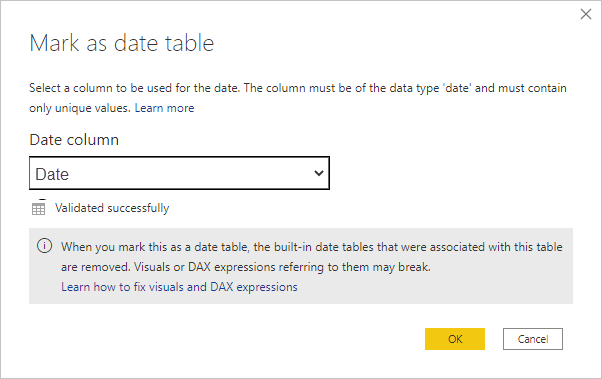 Mark as date table
Select a column to be used for the date. The column must be of the data type 'date' and must contain
only unique values. Learn more
Date column
Date
Validated successfully
When you mark this as a date table, the built-in date tables that were associated with this table
are removed. Visuals or DAX expressions referring to them may break.
Learn how to fix visuals and DAX expressions
OK
Cancel